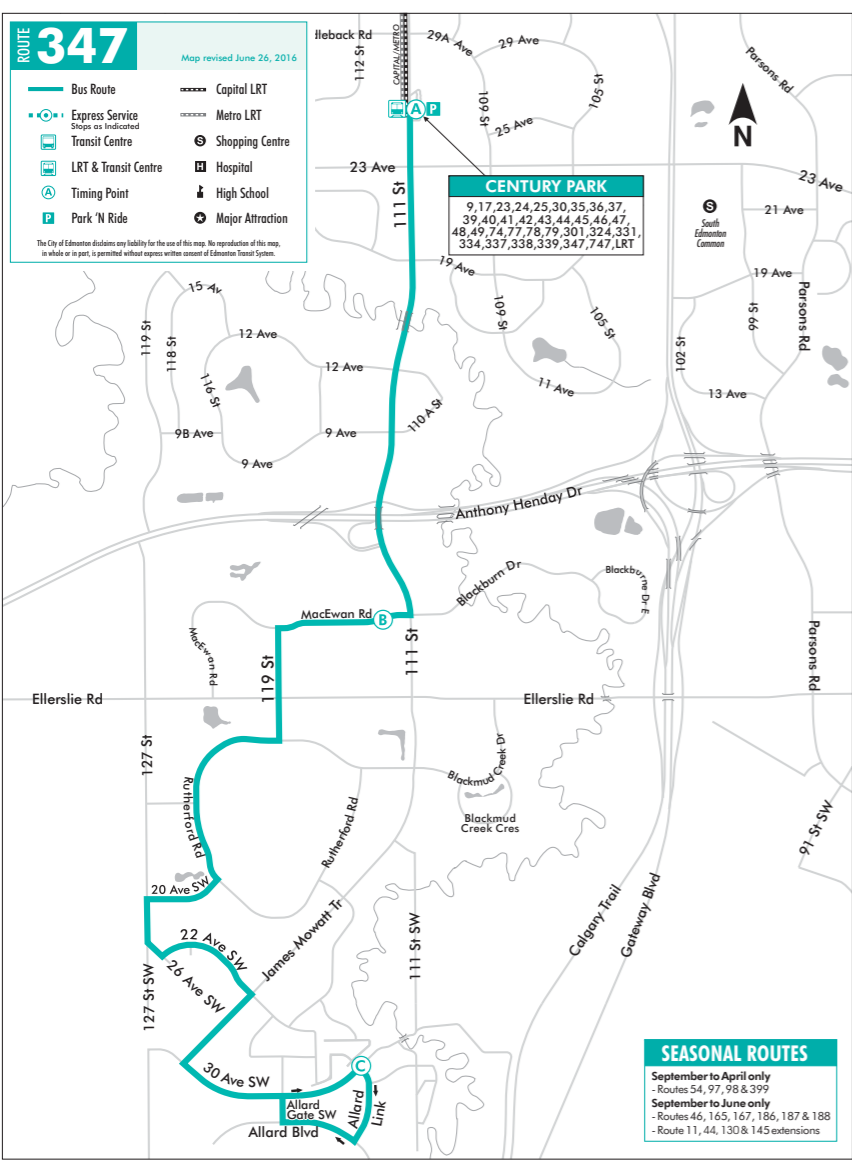 ROUTE 347
Map revised June 26, 2016
Bus Route
Express Service
Stops as Indicated
Transit Centre
LRT & Transit Centre
A Timing Point
P Park 'N Ride
Capital LRT
Metro LRT
S Shopping Centre
H Hospital
High School
Major Attraction
The City of Edmonton disclaims any liability for the use of this map. No reproduction of this map,
in whole or in part, is permitted without express written consent of Edmonton Transit System.
dleback Rd
112 St
CAPITAL/METRO
29A Ave
29 Ave
109 St
105 St
25 Ave
Parsons Rd
N
A P
23 Ave
111 St
CENTURY PARK
9,17,23,24,25,30,35,36,37,
39,40,41,42,43,44,45,46,47,
48,49,74,77,78,79,301,324,331,
334,337,338,339,347,747,LRT
23 Ave
S
South
Edmonton
Common
21 Ave
19 Ave
19 Ave
109 St
105 St
11 Ave
102 St
99 St
Parsons Rd
13 Ave
15 Av
119 St
118 St
12 Ave
12 Ave
116 St
110 A St
9B Ave
9 Ave
9 Ave
Anthony Henday Dr
Blackburn Dr
Blackburne Dr E
MacEwan Rd
B
MacEwan Rd
119 St
111 St
Parsons Rd
Ellerslie Rd
Ellerslie Rd
127 St
Rutherford Rd
Rutherford Rd
Blackmud Creek Dr
Blackmud
Creek Cres
91 St SW
20 Ave SW
22 Ave SW
26 Ave SW
James Mowatt Tr
111 St SW
Calgary Trail
Gateway Blvd
127 St SW
30 Ave SW
C
Allard
Gate SW
Allard
Link
Allard Blvd
SEASONAL ROUTES
September to April only
- Routes 54, 97, 98 & 399
September to June only
- Routes 46, 165, 167, 186, 187 & 188
- Route 11, 44, 130 & 145 extensions